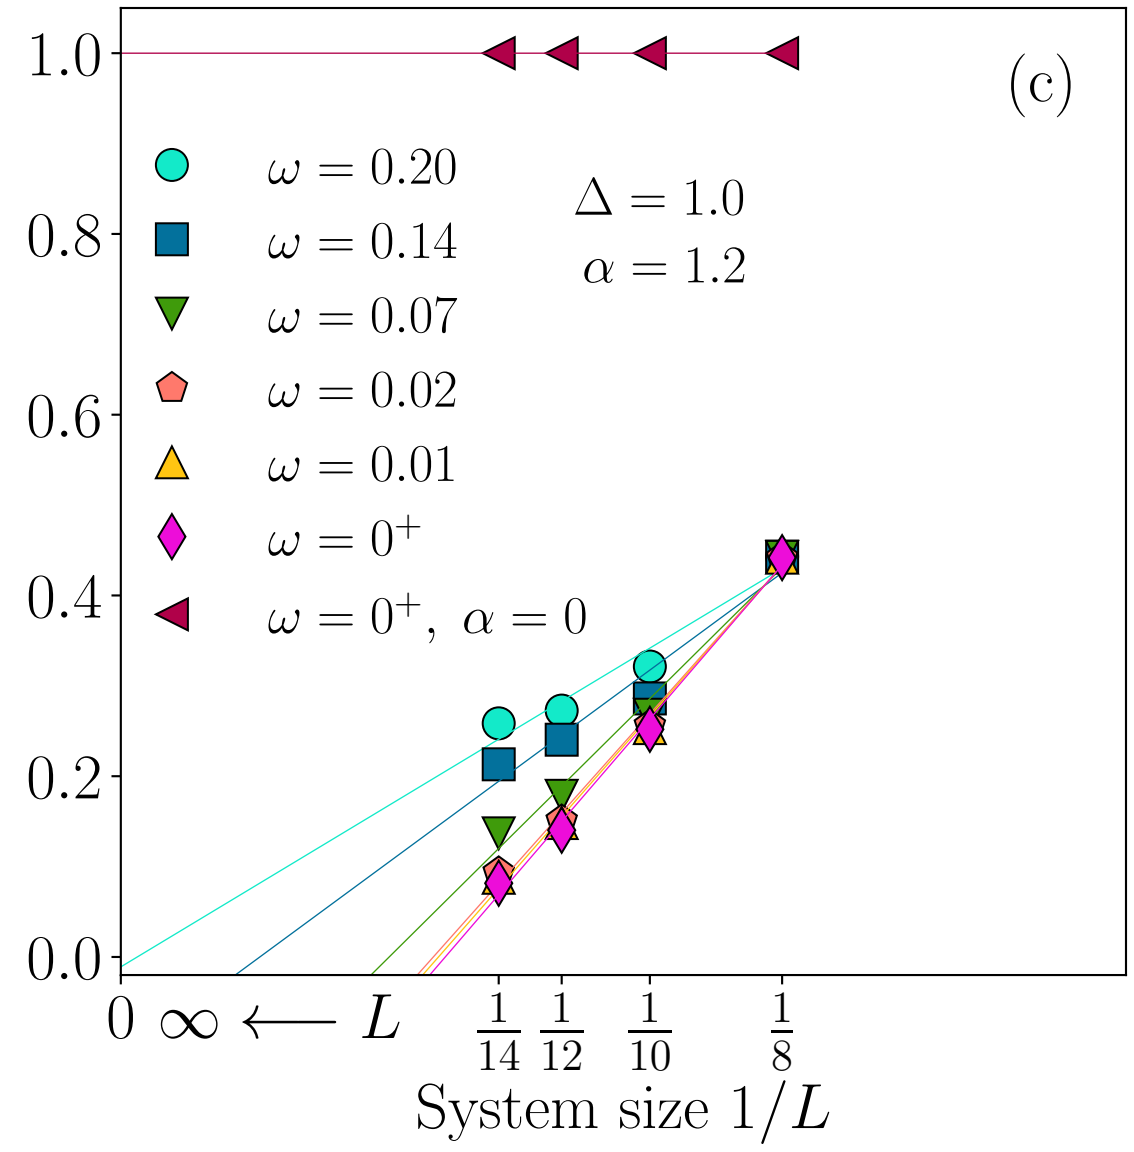 1.0
(c)
ω = 0.20
Δ = 1.0
0.8
ω = 0.14
α = 1.2
ω = 0.07
0.6
ω = 0.02
ω = 0.01
ω = 0⁺
0.4
ω = 0⁺, α = 0
0.2
0.0
0 ∞ ⟵ L 1/14 1/12 1/10 1/8
System size 1/L